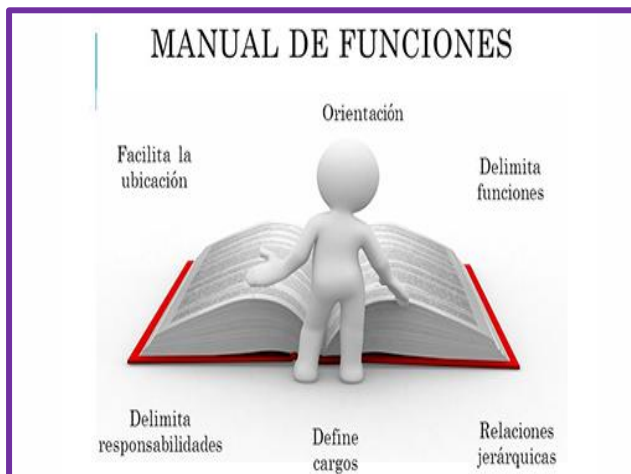 MANUAL DE FUNCIONES
Orientación
Facilita la
ubicación
Delimita
funciones
Delimita
responsabilidades
Define
cargos
Relaciones
jerárquicas